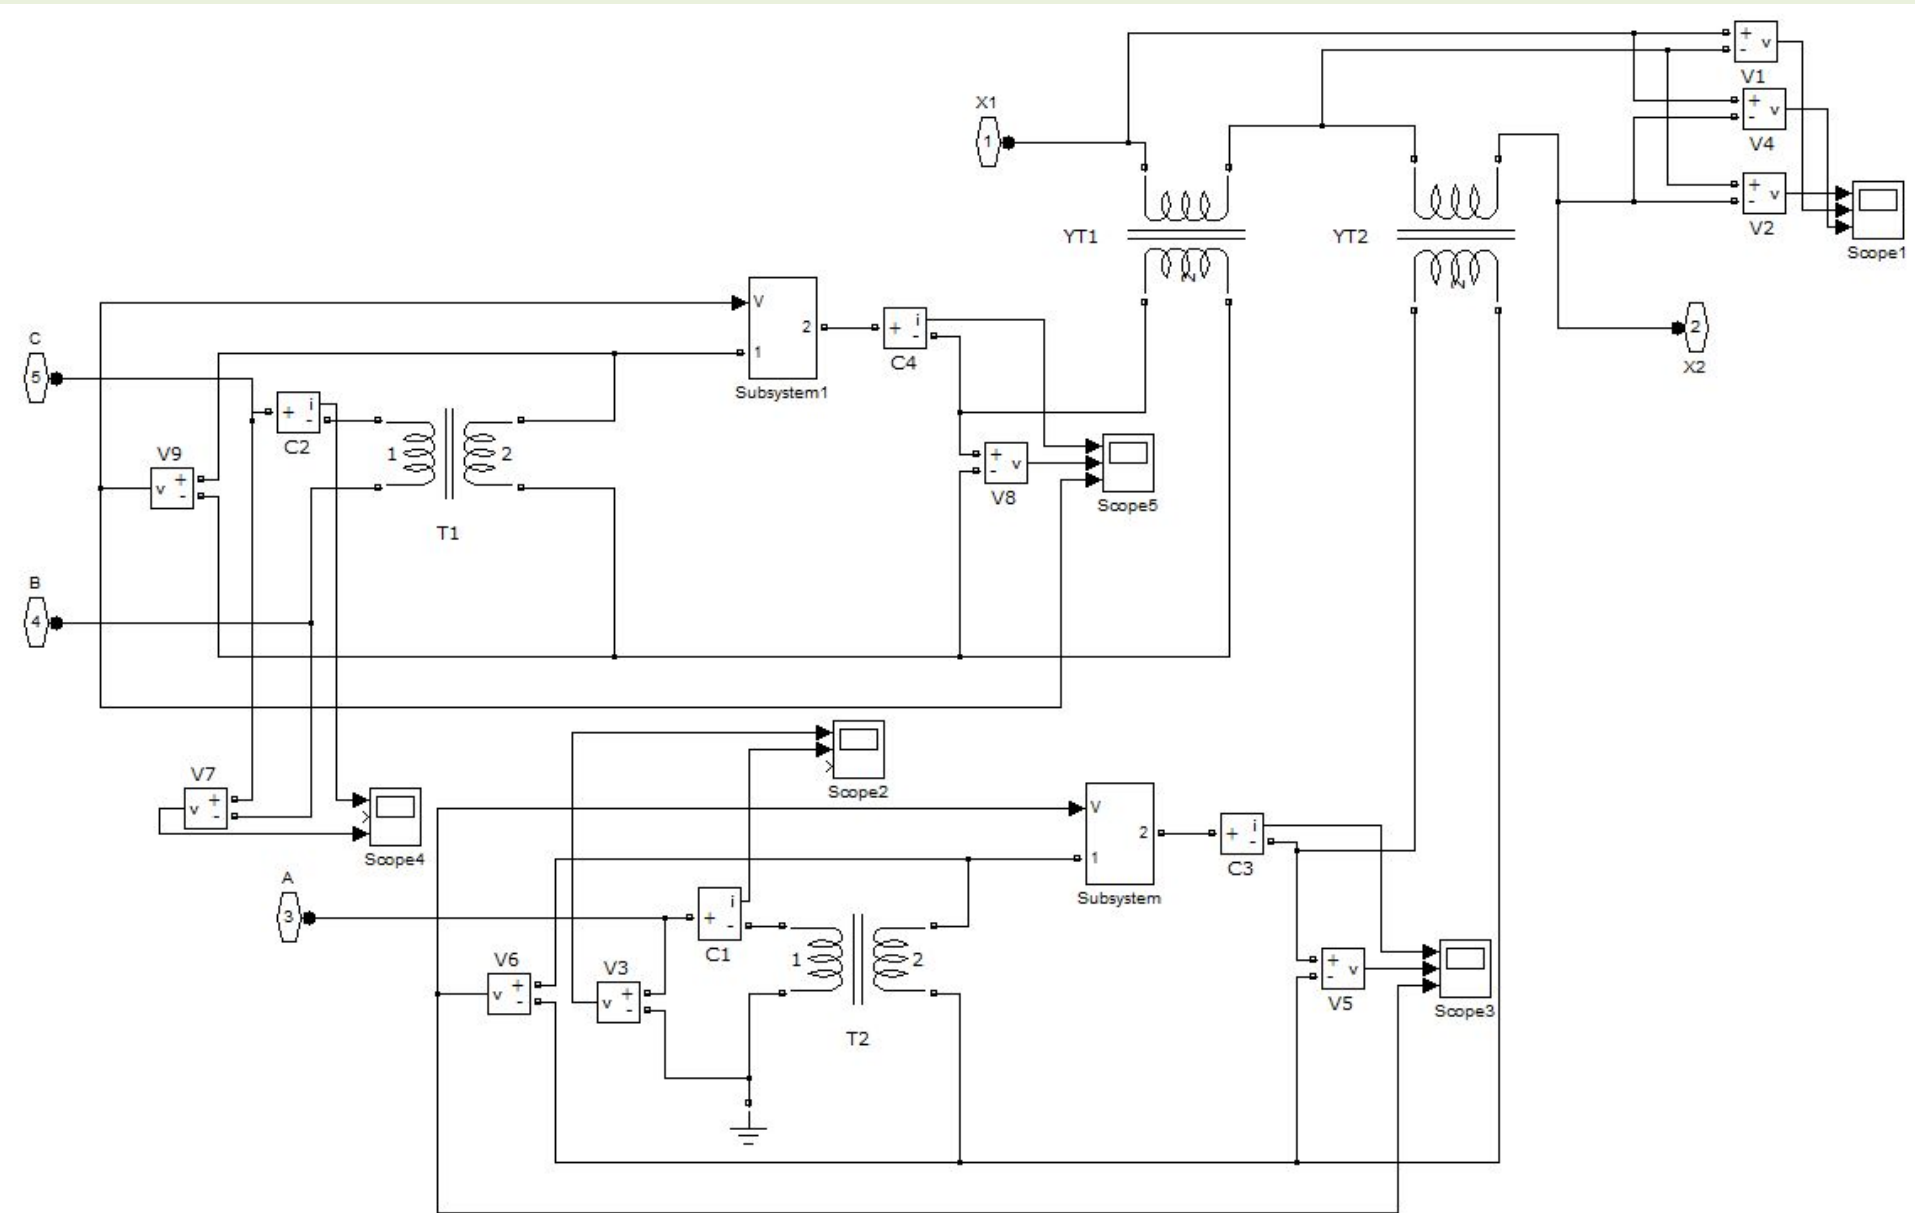 V1
X1
1
V4
V2
Scope1
YT1
YT2
V
2
1
Subsystem1
i
C4
X2
2
C
5
i
C2
V9
v
1
2
T1
V8
v
Scope5
B
4
V7
v
Scope4
Scope2
V
2
1
Subsystem
i
C3
A
3
i
C1
V6
v
V3
v
1
2
T2
V5
v
Scope3